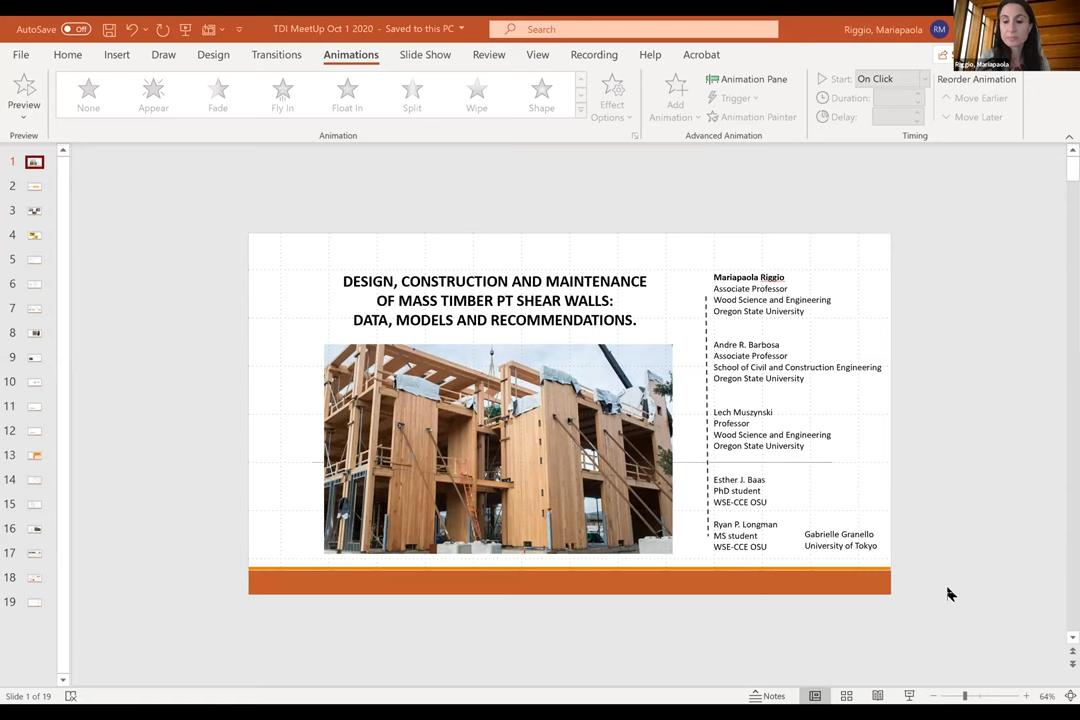 AutoSave
Off
TDI MeetUp Oct 1 2020 - Saved to this PC
Search
Riggio, Mariapaola
RM
Riggio, Mariapaola
File
Home
Insert
Draw
Design
Transitions
Animations
Slide Show
Review
View
Recording
Help
Acrobat
Preview
None
Appear
Fade
Fly In
Float In
Split
Wipe
Shape
Effect
Options
Add
Animation
Animation Pane
Trigger
Animation Painter
Start:
On Click
Duration:
Delay:
Reorder Animation
Move Earlier
Move Later
Preview
Animation
Advanced Animation
Timing
1
2
3
4
5
6
7
8
9
10
11
12
13
14
15
16
17
18
19
DESIGN, CONSTRUCTION AND MAINTENANCE
OF MASS TIMBER PT SHEAR WALLS:
DATA, MODELS AND RECOMMENDATIONS.
Mariapaola Riggio
Associate Professor
Wood Science and Engineering
Oregon State University
Andre R. Barbosa
Associate Professor
School of Civil and Construction Engineering
Oregon State University
Lech Muszynski
Professor
Wood Science and Engineering
Oregon State University
Esther J. Baas
PhD student
WSE-CCE OSU
Ryan P. Longman
MS student
WSE-CCE OSU
Gabrielle Granello
University of Tokyo
Slide 1 of 19
Notes
64%